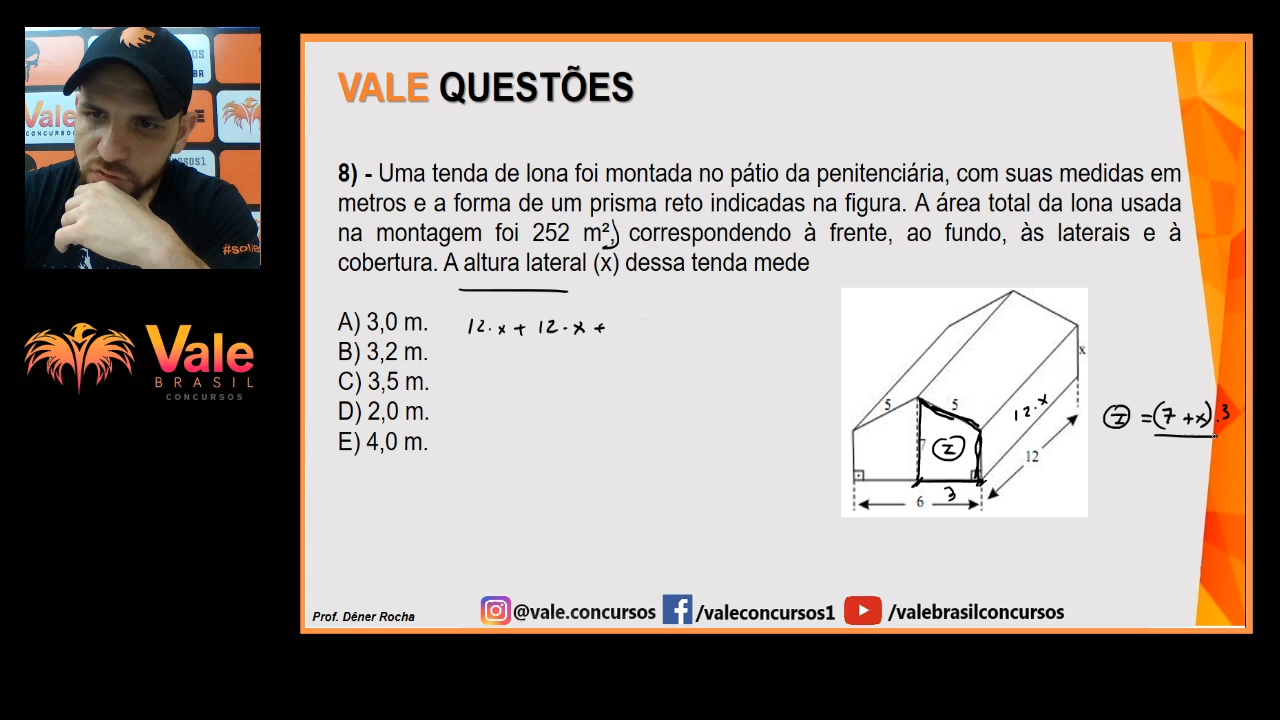 VALE QUESTÕES
8) - Uma tenda de lona foi montada no pátio da penitenciária, com suas medidas em
metros e a forma de um prisma reto indicadas na figura. A área total da lona usada
na montagem foi 252 m², correspondendo à frente, ao fundo, às laterais e à
cobertura. A altura lateral (x) dessa tenda mede
A) 3,0 m.
12.x + 12.x +
B) 3,2 m.
C) 3,5 m.
D) 2,0 m.
E) 4,0 m.
x
5
5
12.x
= (7 + x).3
7
12
6
3
Vale
BRASIL
CONCURSOS
Prof. Dêner Rocha
@vale.concursos
/valeconcursos1
/valebrasilconcursos
Vale
CONCURSOS